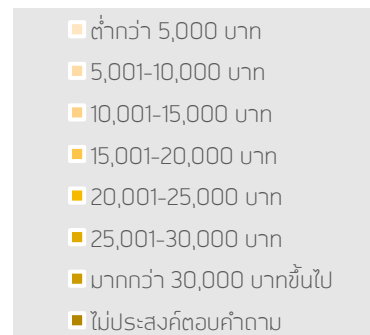 ต่ำกว่า 5,000 บาท
5,001-10,000 บาท
10,001-15,000 บาท
15,001-20,000 บาท
20,001-25,000 บาท
25,001-30,000 บาท
มากกว่า 30,000 บาทขึ้นไป
ไม่ประสงค์ตอบคำถาม